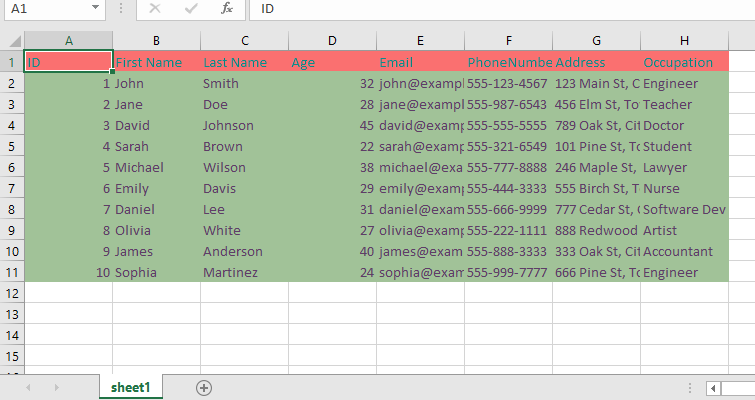 A1 fx ID
A B C D E F G H
1 ID First Name Last Name Age Email PhoneNumbe Address Occupation
2 1 John Smith 32 john@exampl 555-123-4567 123 Main St, C Engineer
3 2 Jane Doe 28 jane@exampl 555-987-6543 456 Elm St, To Teacher
4 3 David Johnson 45 david@examp 555-555-5555 789 Oak St, Cit Doctor
5 4 Sarah Brown 22 sarah@examp 555-321-6549 101 Pine St, To Student
6 5 Michael Wilson 38 michael@exa 555-777-8888 246 Maple St, Lawyer
7 6 Emily Davis 29 emily@examp 555-444-3333 555 Birch St, T Nurse
8 7 Daniel Lee 31 daniel@exam 555-666-9999 777 Cedar St, Software Dev
9 8 Olivia White 27 olivia@examp 555-222-1111 888 Redwood Artist
10 9 James Anderson 40 james@exam 555-888-3333 333 Oak St, Cit Accountant
11 10 Sophia Martinez 24 sophia@exam 555-999-7777 666 Pine St, To Engineer
12
13
14
15
sheet1